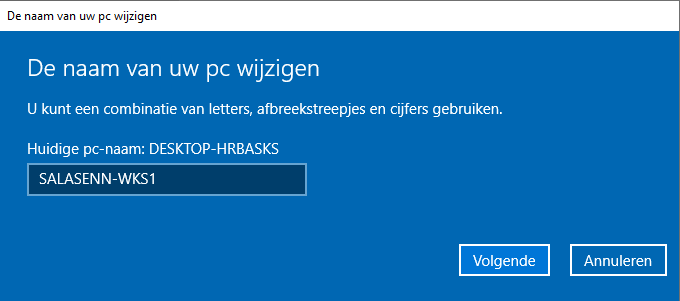 De naam van uw pc wijzigen
De naam van uw pc wijzigen
U kunt een combinatie van letters, afbreekstreepjes en cijfers gebruiken.
Huidige pc-naam: DESKTOP-HRBASKS
SALASENN-WKS1
Volgende
Annuleren